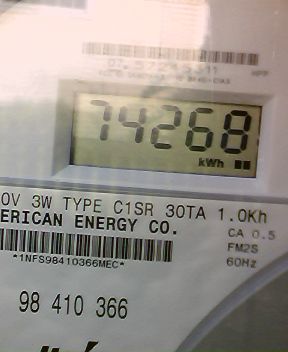 74268
kWh
0V 3W TYPE C1SR 30TA 1.0Kh
ERICAN ENERGY CO.
CA 0.5
FM2S
60Hz
*1NFS98410366MEC*
98 410 366